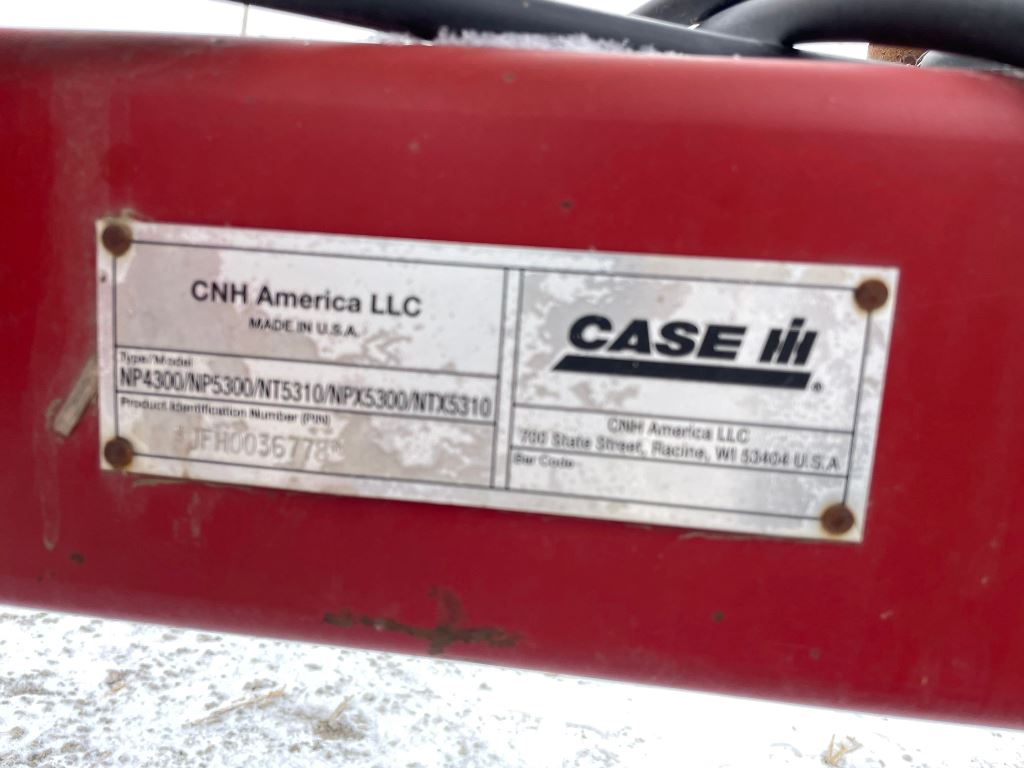 CNH America LLC
MADE IN U.S.A.
Type/Model
NP4300/NP5300/NT5310/NPX5300/NTX5310
Product Identification Number (PIN)
*JFH0036778*
CASE IH
®
CNH America LLC
700 State Street, Racine, WI 53404 U.S.A.
Bar Code